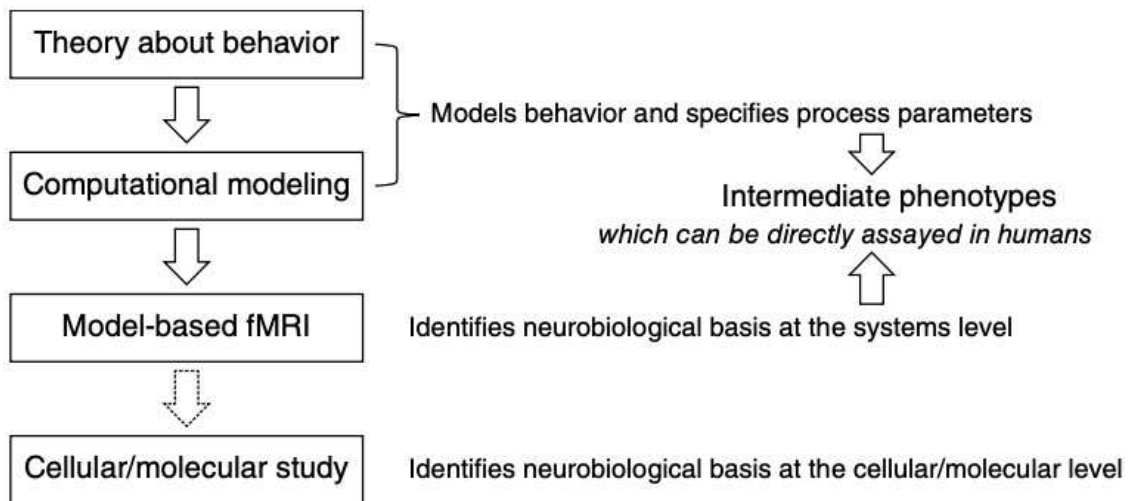 Theory about behavior
Models behavior and specifies process parameters
Computational modeling
Intermediate phenotypes
which can be directly assayed in humans
Model-based fMRI
Identifies neurobiological basis at the systems level
Cellular/molecular study
Identifies neurobiological basis at the cellular/molecular level